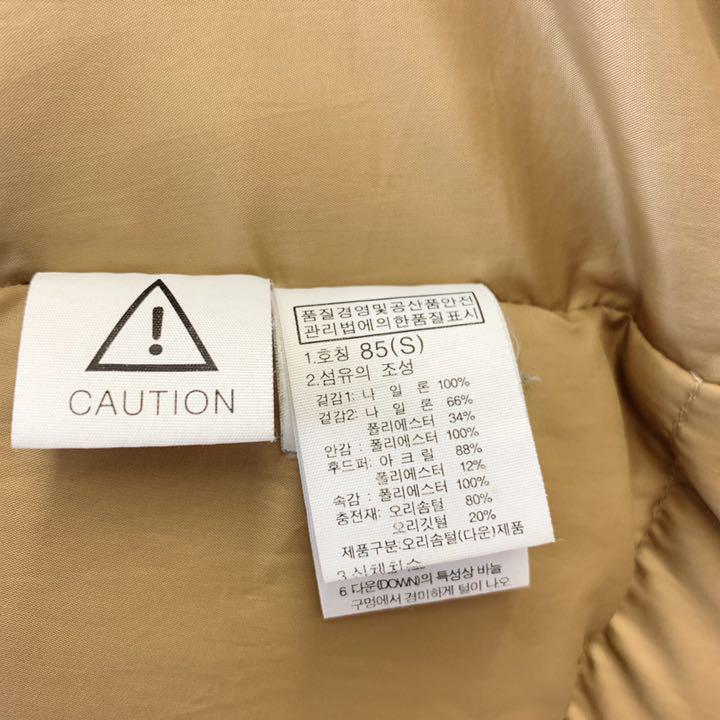 CAUTION
품질경영및공산품안전
관리법에의한품질표시
1.호칭 85(S)
2.섬유의 조성
겉감1: 나 일 론 100%
겉감2: 나 일 론 66%
폴리에스터 34%
안감 : 폴리에스터 100%
후드퍼: 아 크 릴 88%
폴리에스터 12%
속감 : 폴리에스터 100%
충전재: 오리솜털 80%
오리깃털 20%
제품구분:오리솜털(다운)제품
3.신체치수
6. 다운(DOWN)의 특성상 바늘
구멍에서 경미하게 털이 나오